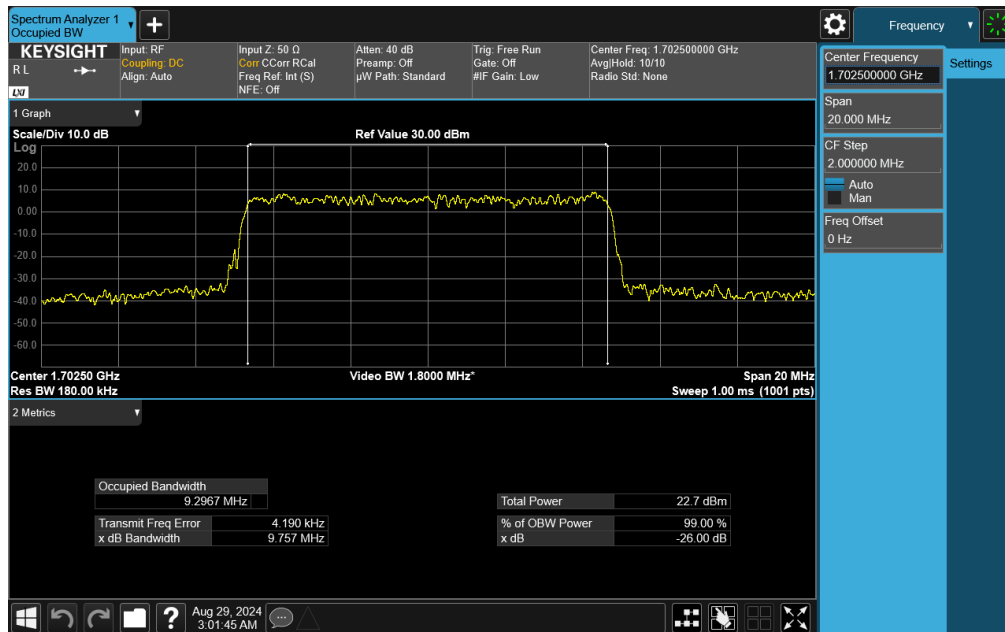 Spectrum Analyzer 1
Occupied BW
KEYSIGHT
R L
LXI
Input: RF
Coupling: DC
Align: Auto
Input Z: 50 Ω
Corr CCorr RCal
Freq Ref: Int (S)
NFE: Off
Atten: 40 dB
Preamp: Off
µW Path: Standard
Trig: Free Run
Gate: Off
#IF Gain: Low
Center Freq: 1.702500000 GHz
Avg|Hold: 10/10
Radio Std: None
1 Graph
Scale/Div 10.0 dB
Ref Value 30.00 dBm
Log
20.0
10.0
0.00
-10.0
-20.0
-30.0
-40.0
-50.0
-60.0
Center 1.70250 GHz
Video BW 1.8000 MHz*
Span 20 MHz
Res BW 180.00 kHz
Sweep 1.00 ms (1001 pts)
2 Metrics
Occupied Bandwidth
9.2967 MHz
Transmit Freq Error 4.190 kHz
x dB Bandwidth 9.757 MHz
Total Power 22.7 dBm
% of OBW Power 99.00 %
x dB -26.00 dB
Aug 29, 2024
3:01:45 AM
Frequency
Settings
Center Frequency
1.702500000 GHz
Span
20.000 MHz
CF Step
2.000000 MHz
Auto
Man
Freq Offset
0 Hz